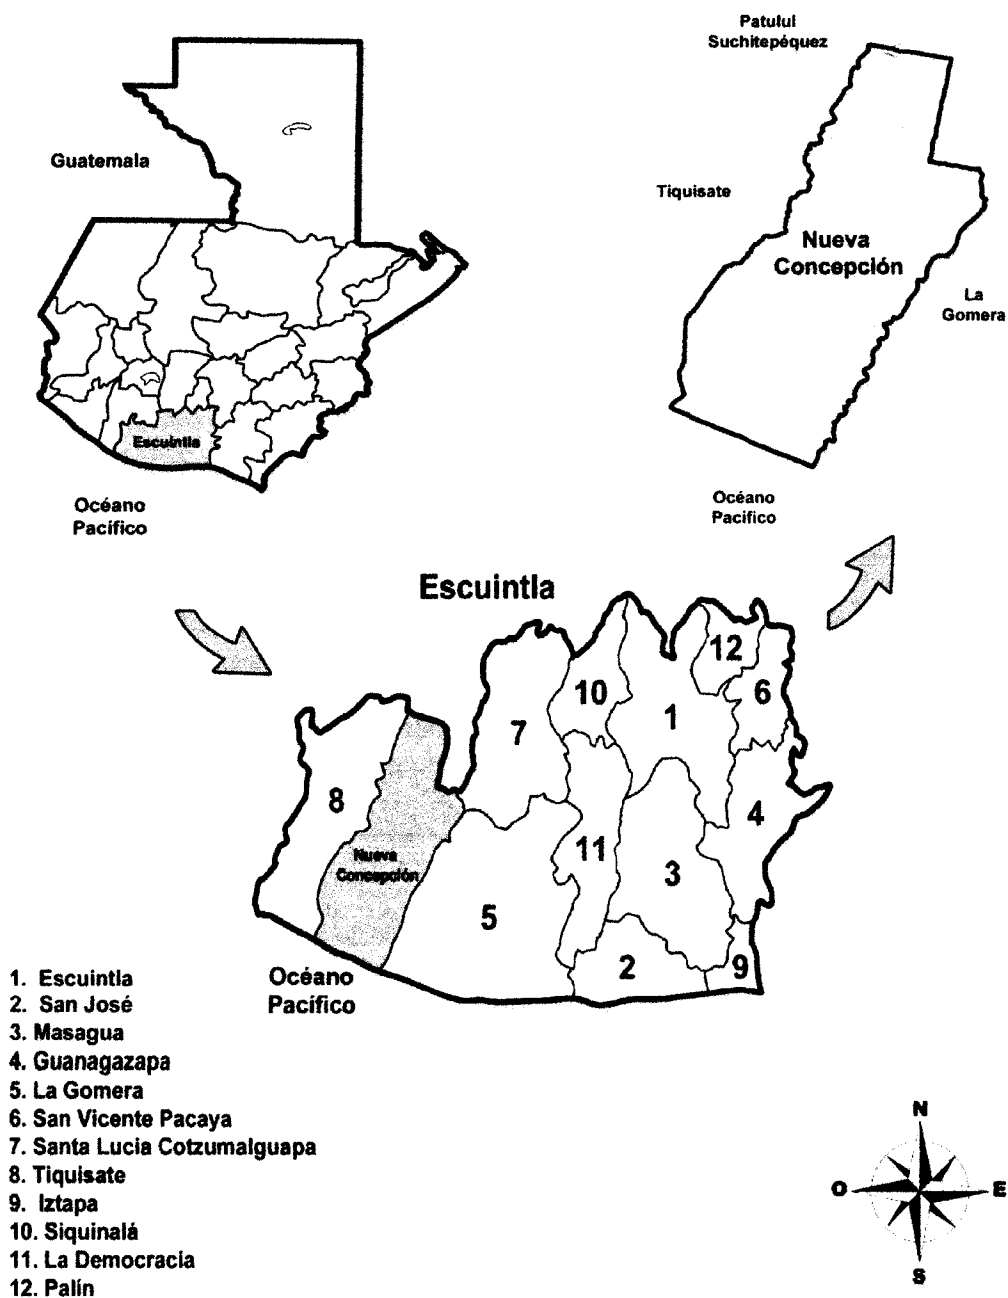 Patulul
Suchitepéquez
Guatemala
Tiquisate
Nueva
Concepción
La
Gomera
Escuintla
Océano
Pacífico
Océano
Pacífico
Escuintla
12
10
6
7
1
8
4
Nueva
Concepción
11
3
5
2
9
Océano
Pacífico
1. Escuintla
2. San José
3. Masagua
4. Guanagazapa
5. La Gomera
6. San Vicente Pacaya
7. Santa Lucia Cotzumalguapa
8. Tiquisate
9. Iztapa
10. Siquinalá
11. La Democracia
12. Palín
N
O
E
S